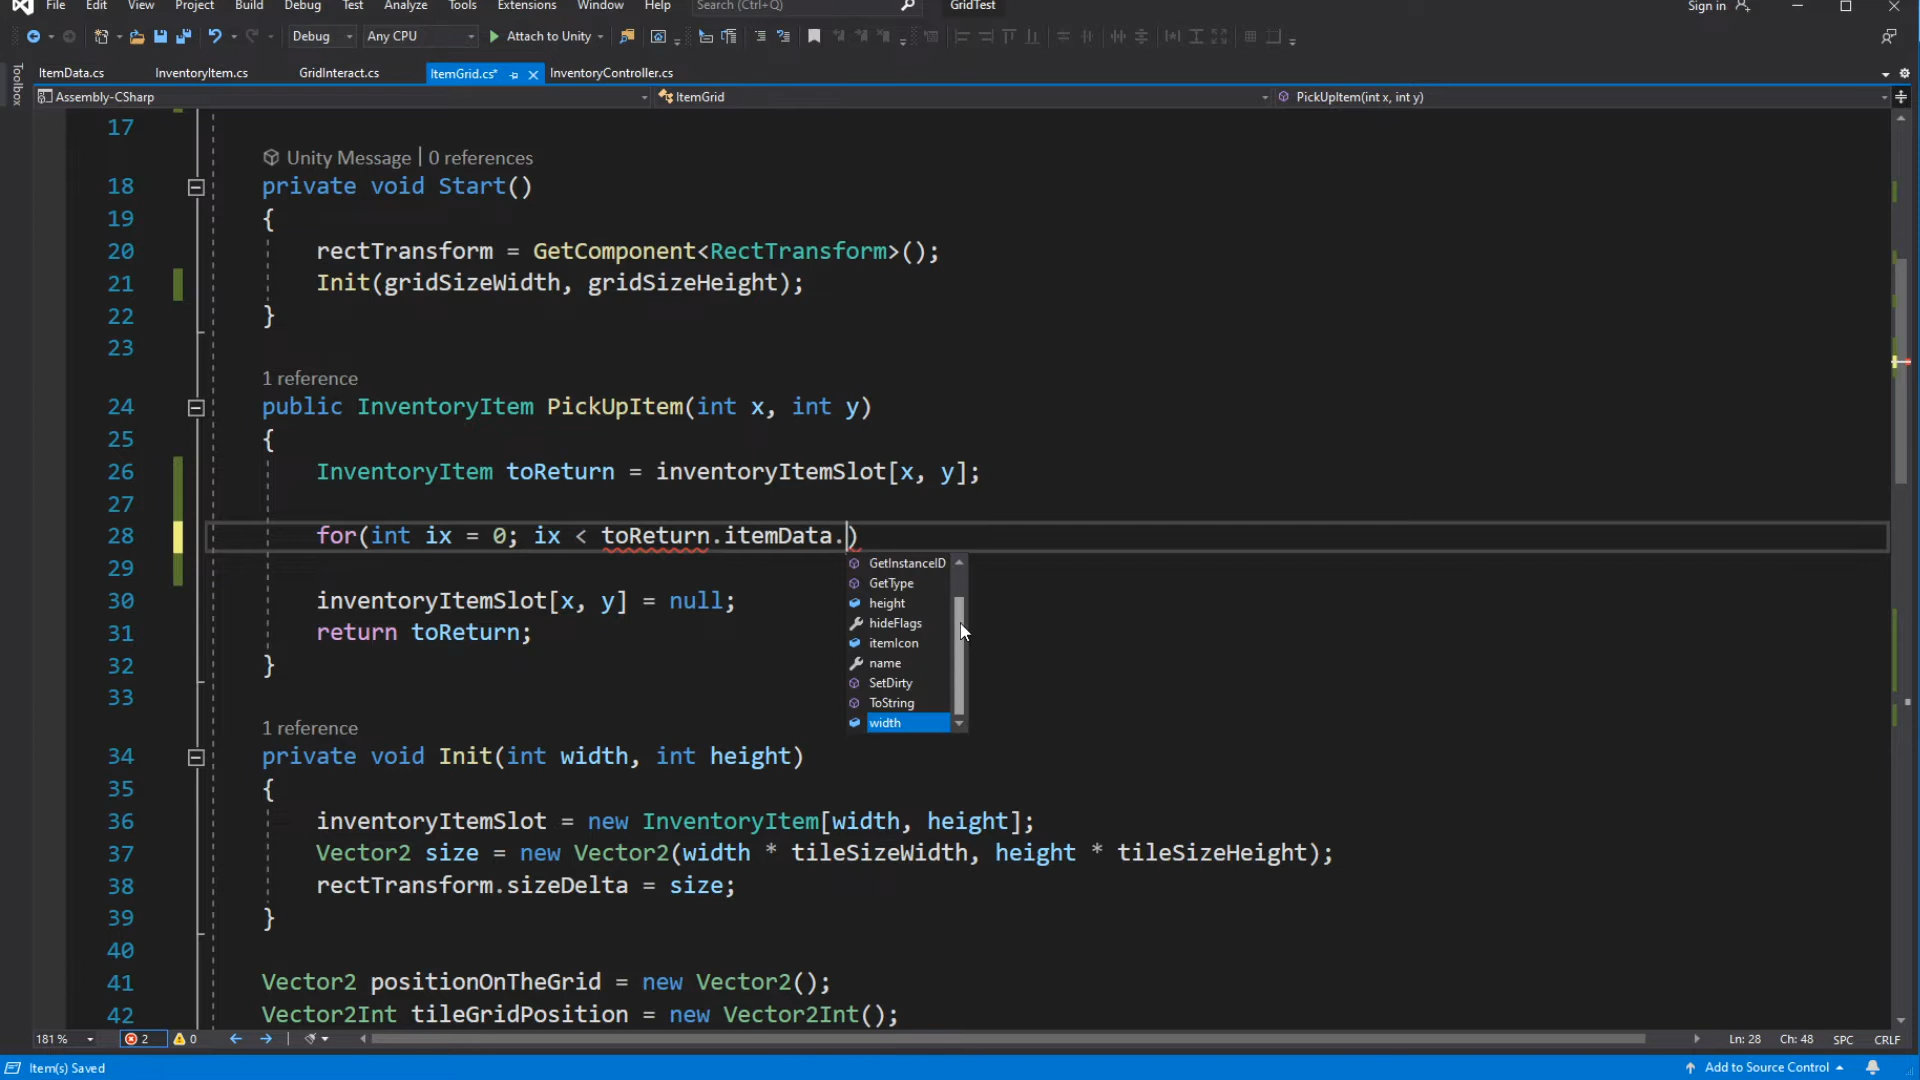 File Edit View Project Build Debug Test Analyze Tools Extensions Window Help Search (Ctrl+Q) GridTest Sign in
Debug Any CPU Attach to Unity
Toolbox
ItemData.cs InventoryItem.cs GridInteract.cs ItemGrid.cs* InventoryController.cs
Assembly-CSharp ItemGrid PickUpItem(int x, int y)
17
Unity Message | 0 references
18 private void Start()
19 {
20 rectTransform = GetComponent<RectTransform>();
21 Init(gridSizeWidth, gridSizeHeight);
22 }
23
1 reference
24 public InventoryItem PickUpItem(int x, int y)
25 {
26 InventoryItem toReturn = inventoryItemSlot[x, y];
27
28 for(int ix = 0; ix < toReturn.itemData.)
29
GetInstanceID
GetType
height
hideFlags
itemIcon
name
SetDirty
ToString
width
30 inventoryItemSlot[x, y] = null;
31 return toReturn;
32 }
33
1 reference
34 private void Init(int width, int height)
35 {
36 inventoryItemSlot = new InventoryItem[width, height];
37 Vector2 size = new Vector2(width * tileSizeWidth, height * tileSizeHeight);
38 rectTransform.sizeDelta = size;
39 }
40
41 Vector2 positionOnTheGrid = new Vector2();
42 Vector2Int tileGridPosition = new Vector2Int();
181 % 2 0 Ln: 28 Ch: 48 SPC CRLF
Item(s) Saved Add to Source Control